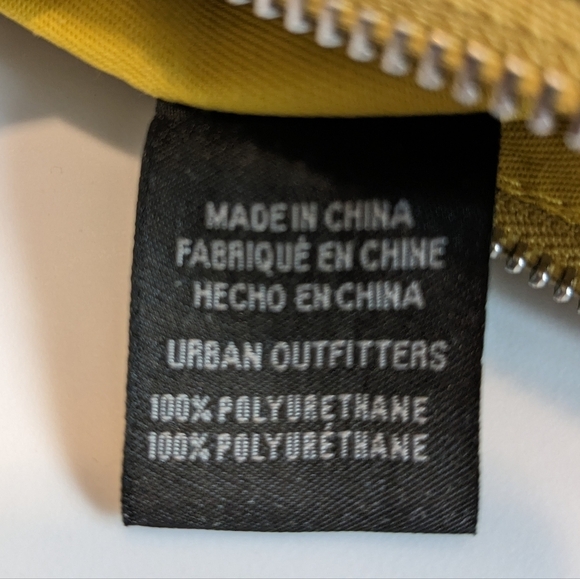 MADE IN CHINA
FABRIQUÉ EN CHINE
HECHO EN CHINA
URBAN OUTFITTERS
100% POLYURETHANE
100% POLYURÉTHANE